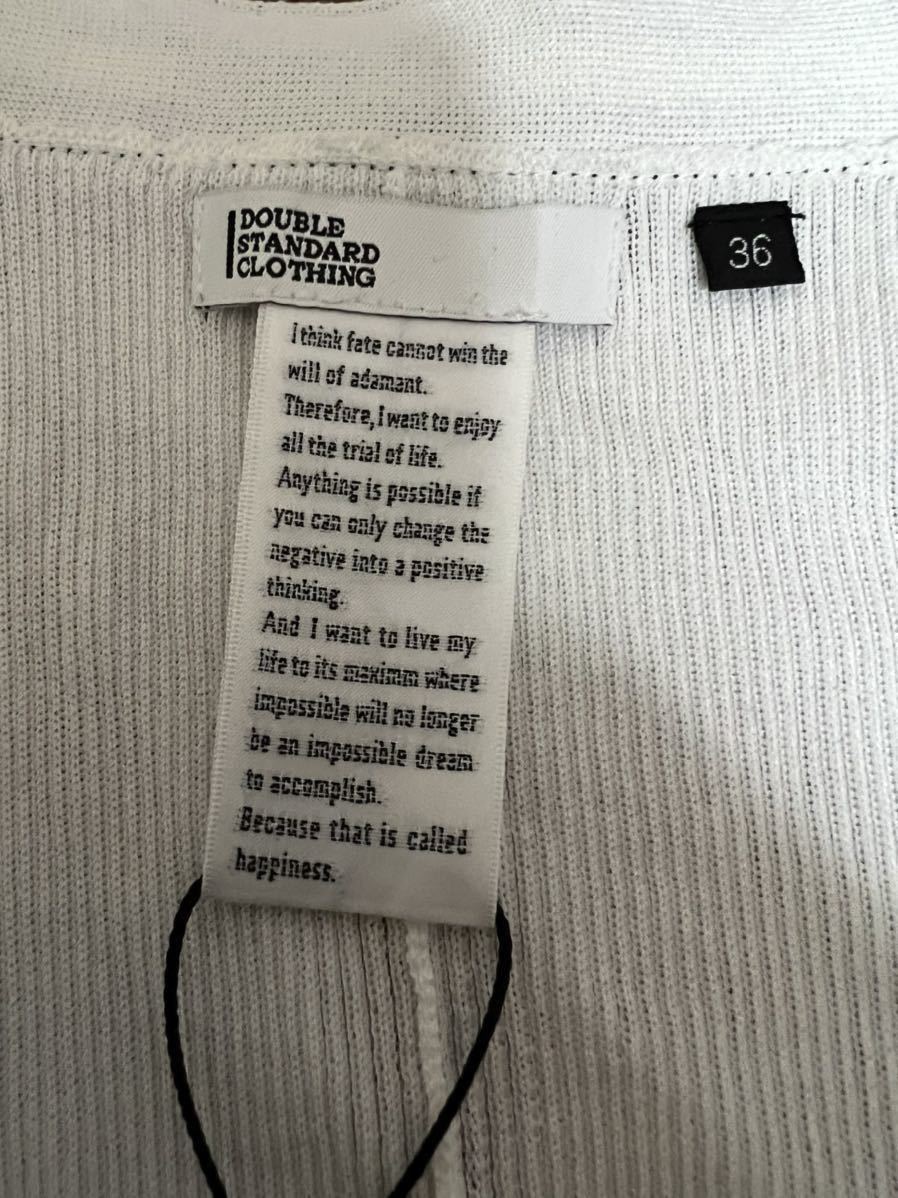 DOUBLE
STANDARD
CLOTHING
36
I think fate cannot win the
will of adamant.
Therefore, I want to enjoy
all the trial of life.
Anything is possible if
you can only change the
negative into a positive
thinking.
And I want to live my
life to its maximm where
impossible will no longer
be an impossible dream
to accomplish.
Because that is called
happiness.